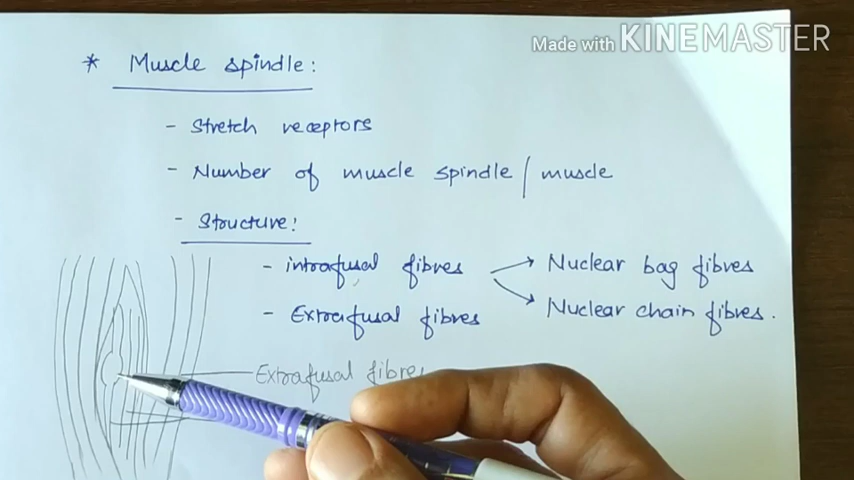 Made with KINEMASTER
* Muscle spindle:
- Stretch receptors
- Number of muscle spindle / muscle
- Structure:
- intrafusal fibres → Nuclear bag fibres
→ Nuclear chain fibres.
- Extrafusal fibres
Extrafusal fibres